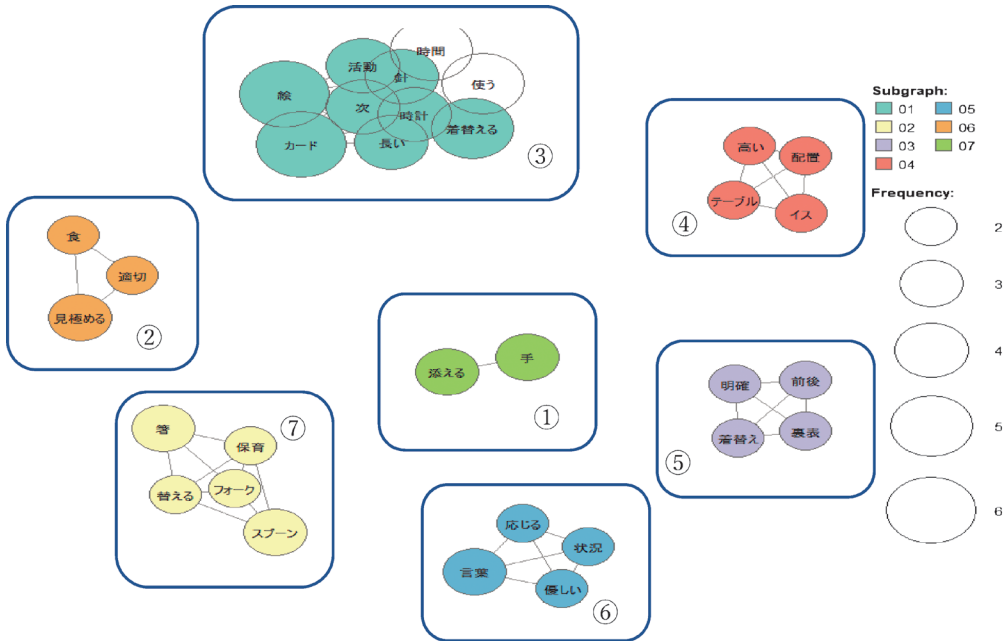 時間
活動
針
使う
絵
次
時計
着替える
カード
長い
③
高い
配置
テーブル
イス
④
Subgraph:
01 05
02 06
03 07
04
Frequency:
2
3
4
5
6
食
適切
見極める
②
手
添える
①
明確
前後
着替え
裏表
⑤
箸
⑦
保育
替える
フォーク
スプーン
応じる
状況
言葉
優しい
⑥